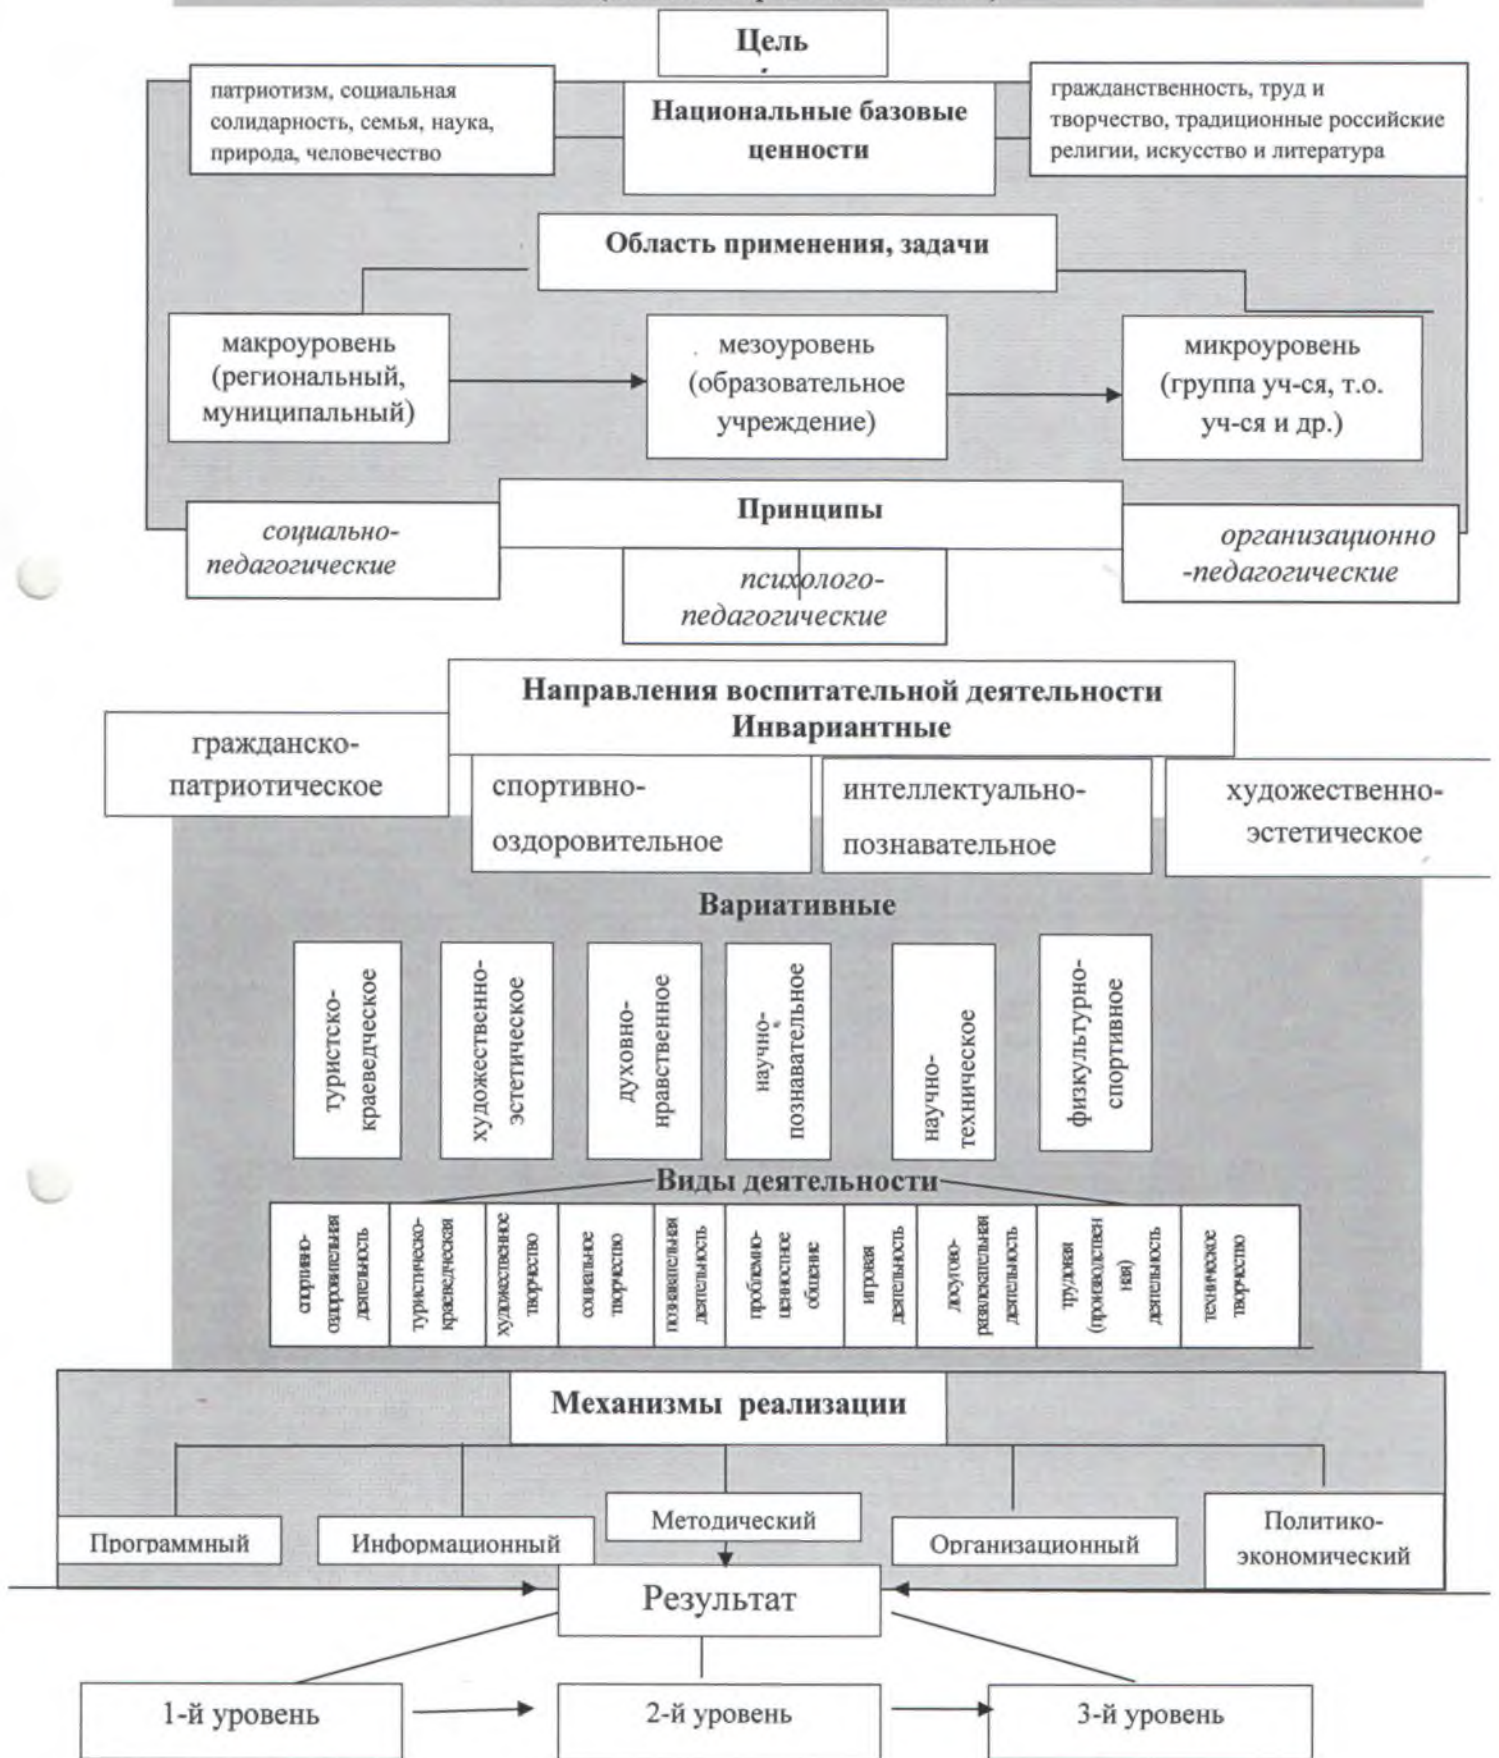 Цель
патриотизм, социальная
солидарность, семья, наука,
природа, человечество
Национальные базовые
ценности
гражданственность, труд и
творчество, традиционные российские
религии, искусство и литература
Область применения, задачи
макроуровень
(региональный,
муниципальный)
мезоуровень
(образовательное
учреждение)
микроуровень
(группа уч-ся, т.о.
уч-ся и др.)
Принципы
социально-
педагогические
психолого-
педагогические
организационно
-педагогические
Направления воспитательной деятельности
Инвариантные
гражданско-
патриотическое
спортивно-
оздоровительное
интеллектуально-
познавательное
художественно-
эстетическое
Вариативные
туристско-
краеведческое
художественно-
эстетическое
духовно-
нравственное
научно-
познавательное
научно-
техническое
физкультурно-
спортивное
Виды деятельности
спортивно-
оздоровительная
деятельность
туристическо-
краеведческая
художественное
творчество
социальное
творчество
познавательная
деятельность
проблемно-
ценностное
общение
игровая
деятельность
досугово-
развлекательная
деятельность
трудовая
(производствен
ная)
деятельность
техническое
творчество
Механизмы реализации
Программный
Информационный
Методический
Организационный
Политико-
экономический
Результат
1-й уровень
2-й уровень
3-й уровень